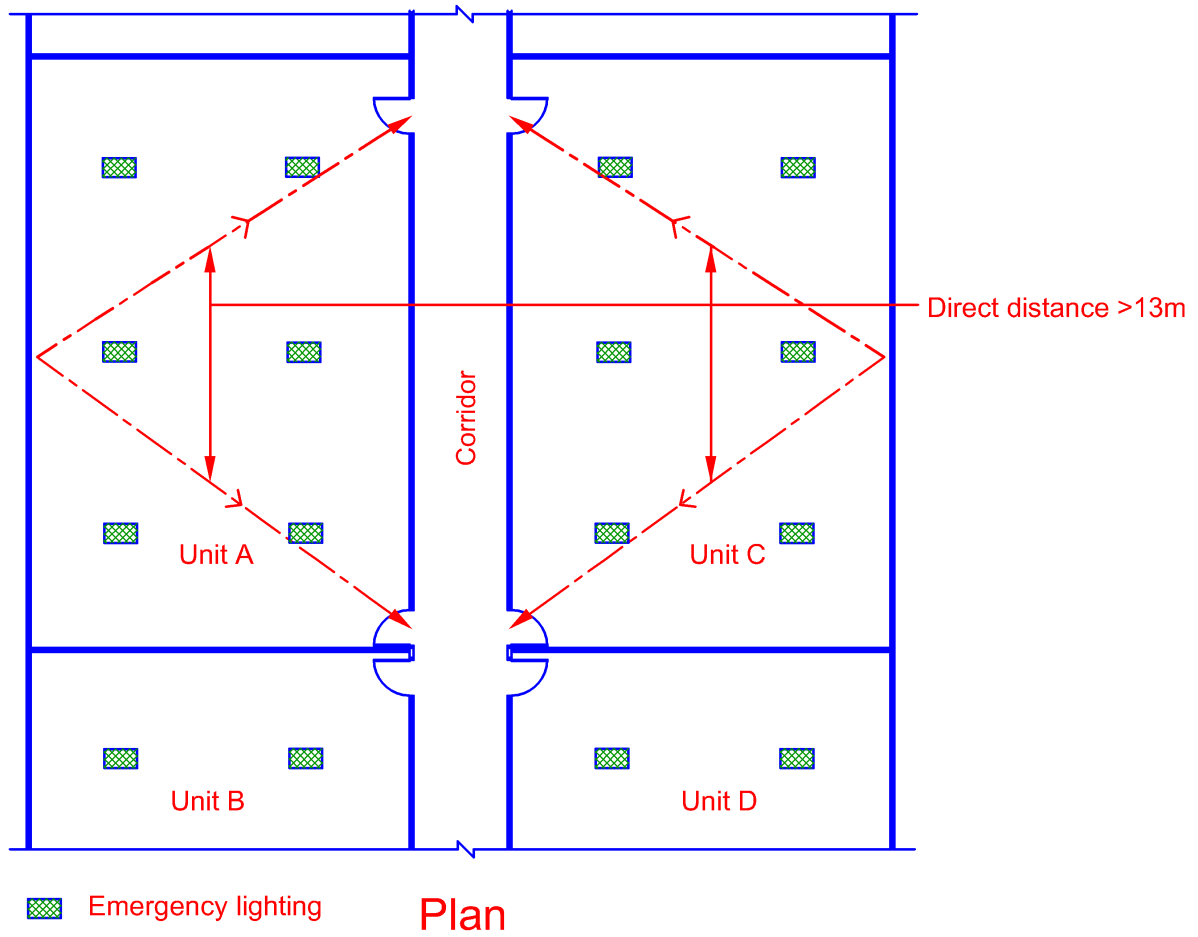 Direct distance >13m
Corridor
Unit A
Unit C
Unit B
Unit D
Emergency lighting
Plan